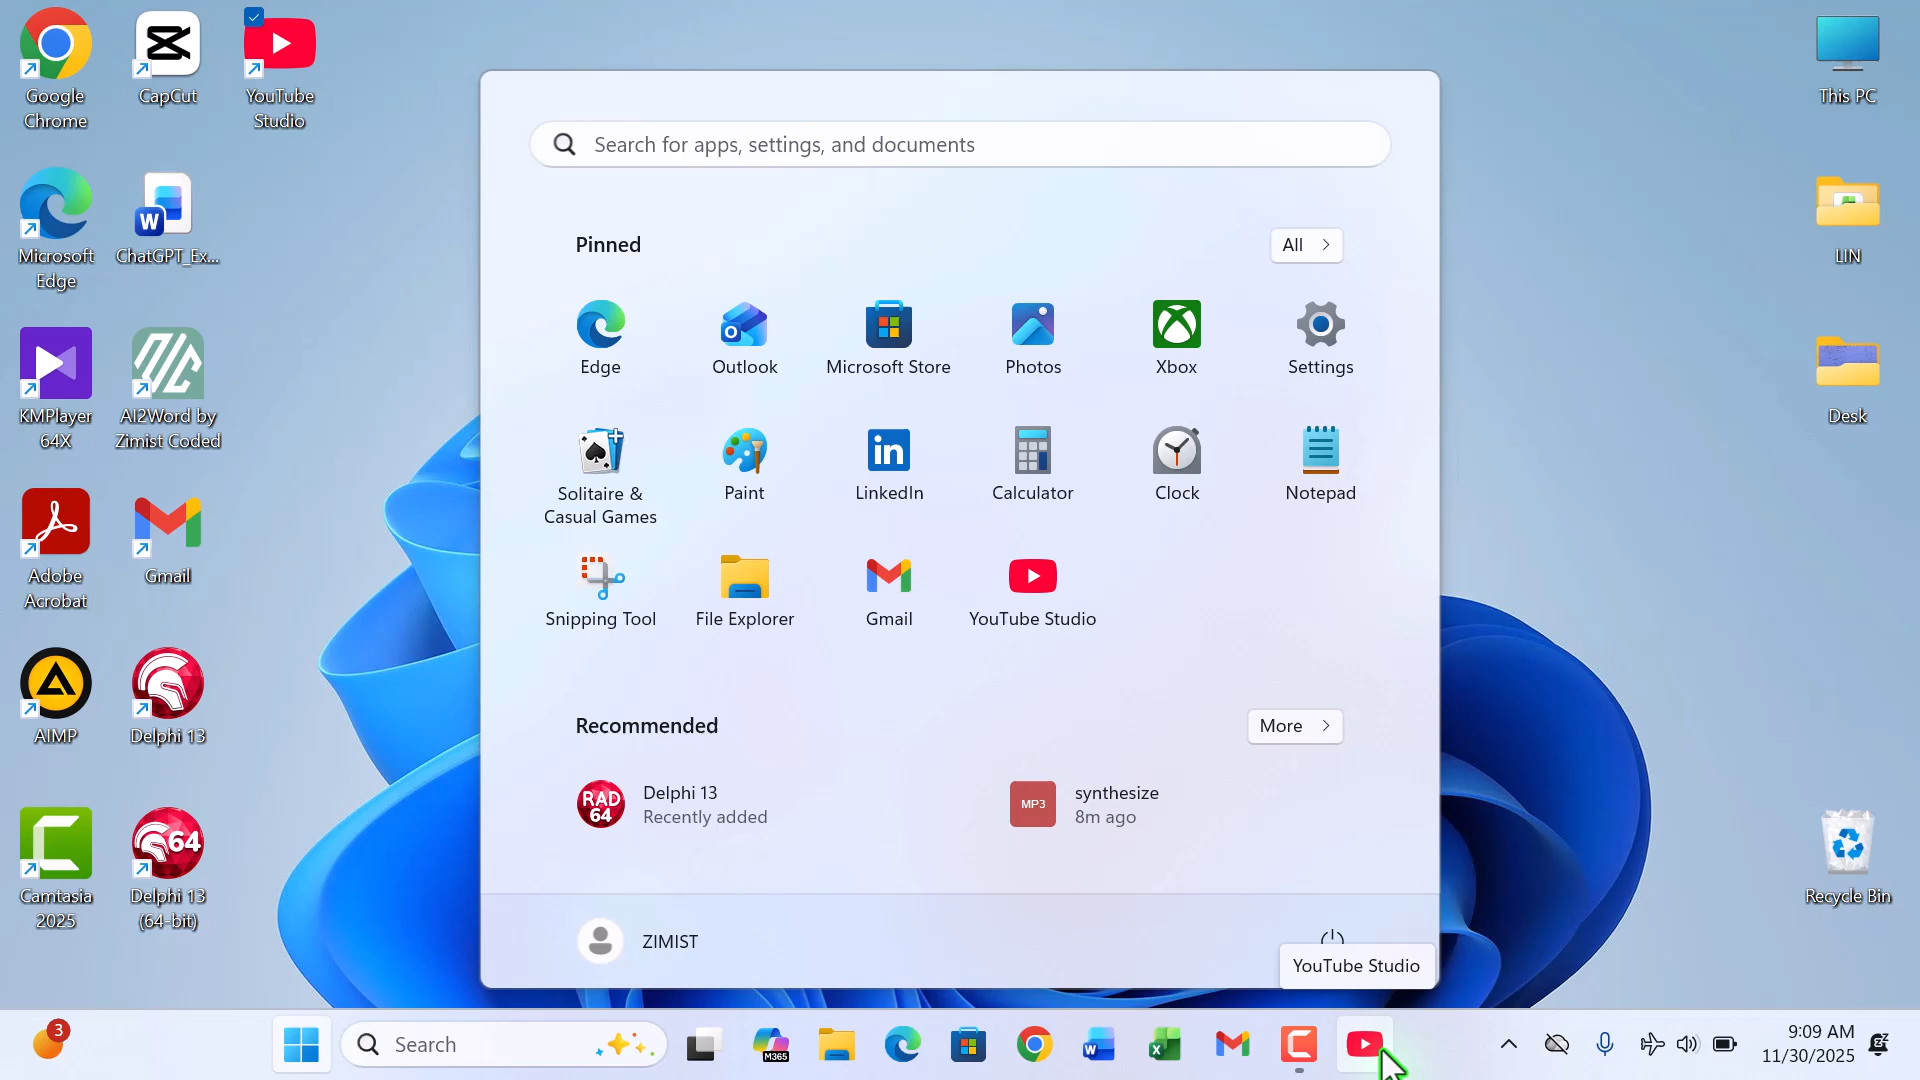 Google
Chrome
CapCut
YouTube
Studio
This PC
Microsoft
Edge
W
ChatGPT_Ex...
LIN
KMPlayer
64X
AI2Word by
Zimist Coded
Desk
Adobe
Acrobat
Gmail
AIMP
Delphi 13
Camtasia
2025
64
Delphi 13
(64-bit)
Recycle Bin
Search for apps, settings, and documents
Pinned
All
Edge
O
Outlook
Microsoft Store
Photos
Xbox
Settings
Solitaire &
Casual Games
Paint
in
LinkedIn
Calculator
Clock
Notepad
Snipping Tool
File Explorer
Gmail
YouTube Studio
Recommended
More
RAD
64
Delphi 13
Recently added
MP3
synthesize
8m ago
ZIMIST
YouTube Studio
3
Search
M365
W
X
9:09 AM
11/30/2025